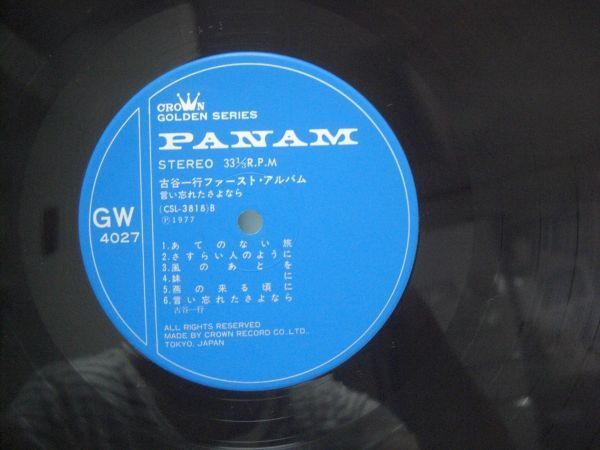 CROWN
GOLDEN SERIES
PANAM
STEREO 33⅓R.P.M
古谷一行ファースト・アルバム
言い忘れたさよなら
(CSL-3818)B
Ⓟ1977
GW
4027
1.あてのない旅
2.さすらい人のように
3.風のあとを
4.妹に
5.燕の来る頃に
6.言い忘れたさよなら
古谷一行
ALL RIGHTS RESERVED
MADE BY CROWN RECORD CO.LTD.,
TOKYO, JAPAN